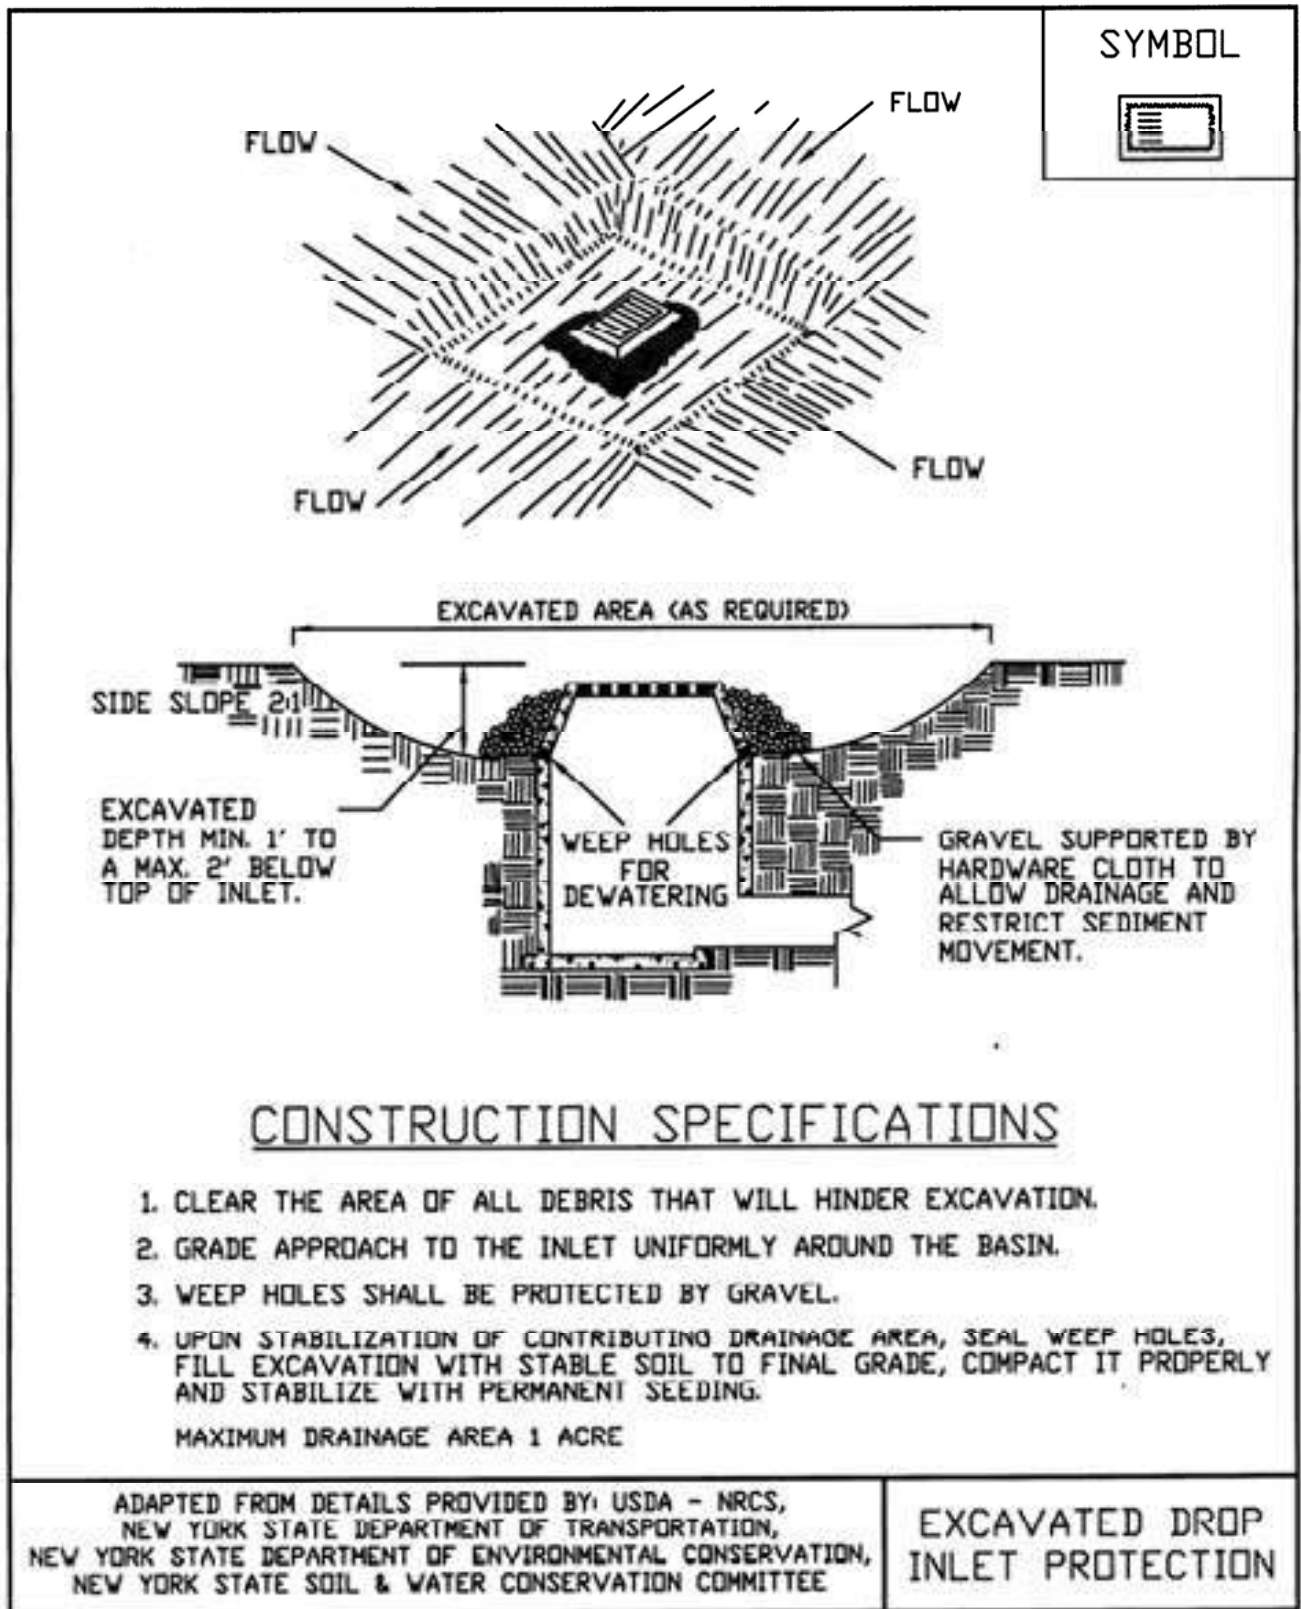 SYMBOL
FLOW
FLOW
FLOW
FLOW
EXCAVATED AREA (AS REQUIRED)
SIDE SLOPE 2:1
EXCAVATED
DEPTH MIN. 1' TO
A MAX. 2' BELOW
TOP OF INLET.
WEEP HOLES
FOR
DEWATERING
GRAVEL SUPPORTED BY
HARDWARE CLOTH TO
ALLOW DRAINAGE AND
RESTRICT SEDIMENT
MOVEMENT.
CONSTRUCTION SPECIFICATIONS
1. CLEAR THE AREA OF ALL DEBRIS THAT WILL HINDER EXCAVATION.
2. GRADE APPROACH TO THE INLET UNIFORMLY AROUND THE BASIN.
3. WEEP HOLES SHALL BE PROTECTED BY GRAVEL.
4. UPON STABILIZATION OF CONTRIBUTING DRAINAGE AREA, SEAL WEEP HOLES,
FILL EXCAVATION WITH STABLE SOIL TO FINAL GRADE, COMPACT IT PROPERLY
AND STABILIZE WITH PERMANENT SEEDING.
MAXIMUM DRAINAGE AREA 1 ACRE
ADAPTED FROM DETAILS PROVIDED BY: USDA - NRCS,
NEW YORK STATE DEPARTMENT OF TRANSPORTATION,
NEW YORK STATE DEPARTMENT OF ENVIRONMENTAL CONSERVATION,
NEW YORK STATE SOIL & WATER CONSERVATION COMMITTEE
EXCAVATED DROP
INLET PROTECTION